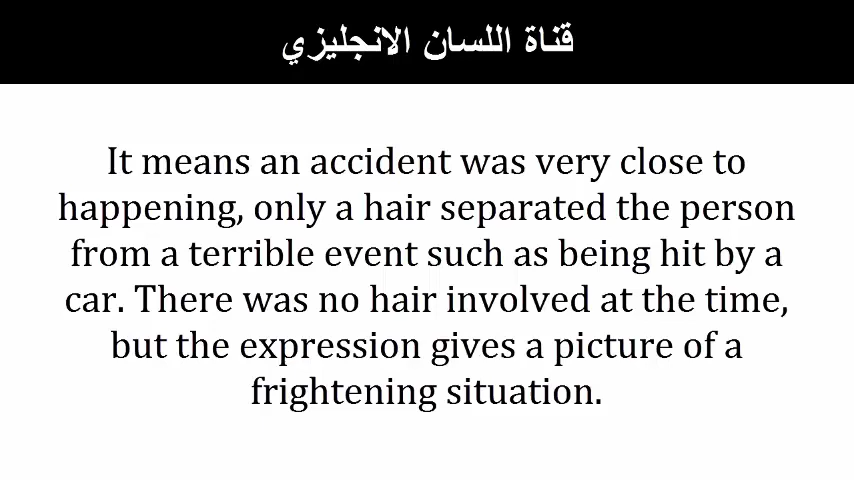 قناة اللسان الانجليزي
It means an accident was very close to
happening, only a hair separated the person
from a terrible event such as being hit by a
car. There was no hair involved at the time,
but the expression gives a picture of a
frightening situation.